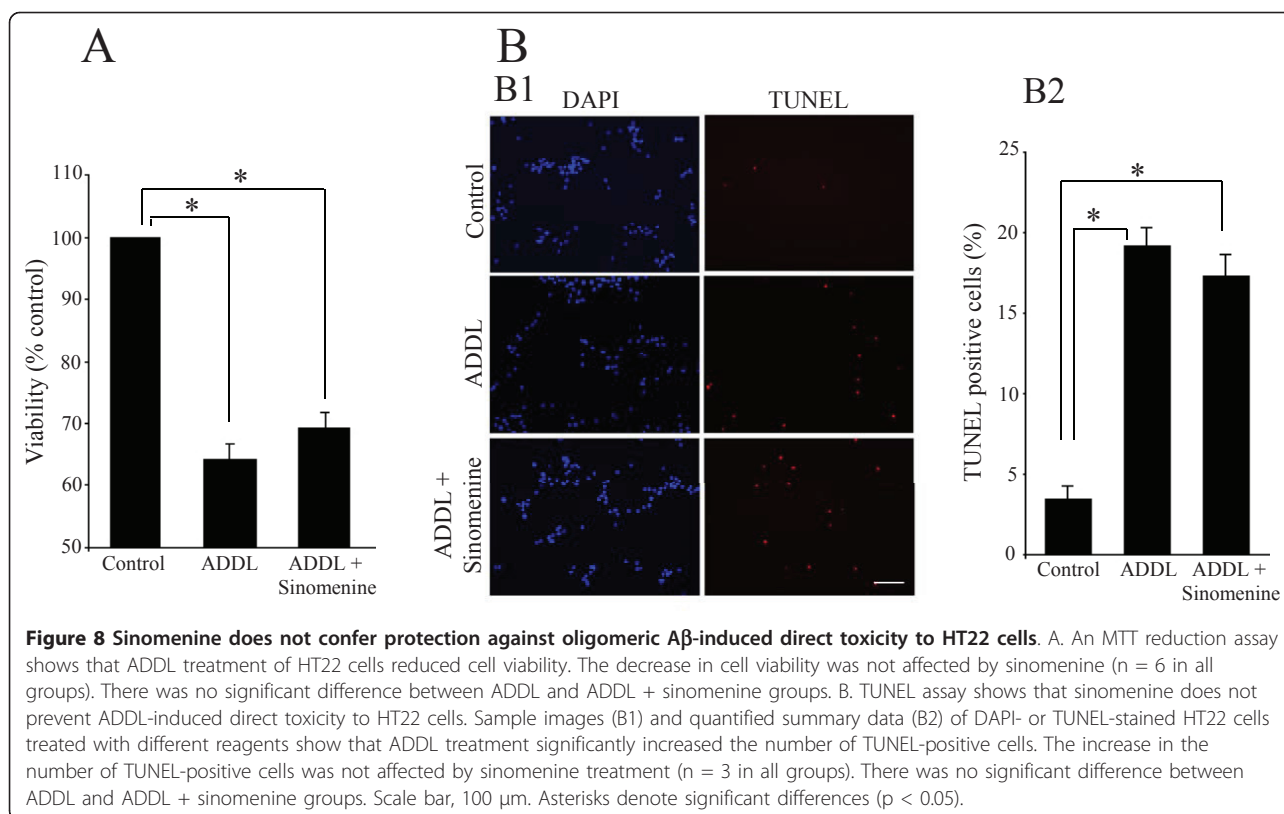 A
Viability (% control)
110
100
90
80
70
60
50
*
*
Control
ADDL
ADDL +
Sinomenine
B
B1
DAPI
TUNEL
Control
ADDL
ADDL +
Sinomenine
B2
TUNEL positive cells (%)
25
20
15
10
5
0
*
*
Control
ADDL
ADDL +
Sinomenine
Figure 8 Sinomenine does not confer protection against oligomeric Aβ-induced direct toxicity to HT22 cells. A. An MTT reduction assay
shows that ADDL treatment of HT22 cells reduced cell viability. The decrease in cell viability was not affected by sinomenine (n = 6 in all
groups). There was no significant difference between ADDL and ADDL + sinomenine groups. B. TUNEL assay shows that sinomenine does not
prevent ADDL-induced direct toxicity to HT22 cells. Sample images (B1) and quantified summary data (B2) of DAPI- or TUNEL-stained HT22 cells
treated with different reagents show that ADDL treatment significantly increased the number of TUNEL-positive cells. The increase in the
number of TUNEL-positive cells was not affected by sinomenine treatment (n = 3 in all groups). There was no significant difference between
ADDL and ADDL + sinomenine groups. Scale bar, 100 μm. Asterisks denote significant differences (p < 0.05).